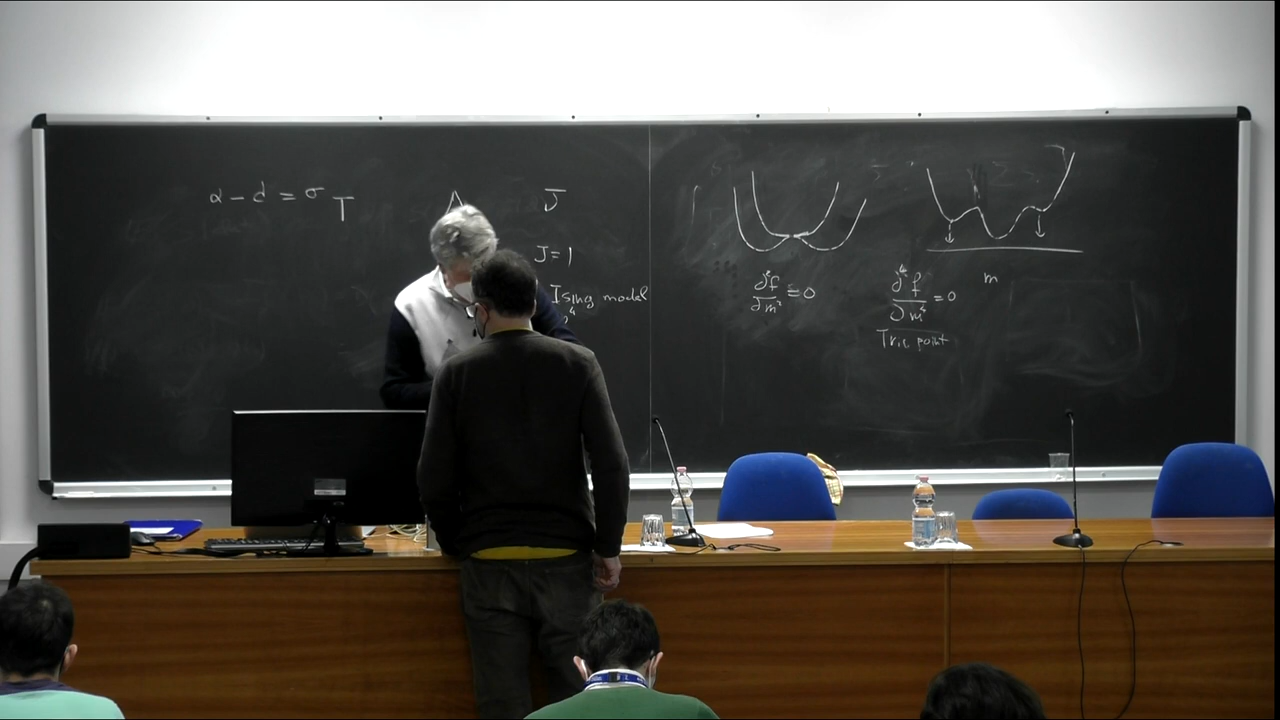 α - d = σ
T
J
J = 1
Ising model
∂²f/∂m² = 0
∂⁴f/∂m⁴ = 0
m
Tric point